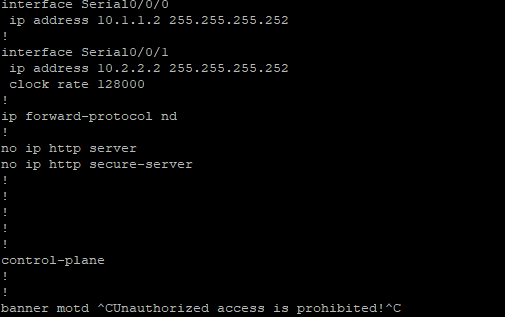 interface Serial0/0/0
 ip address 10.1.1.2 255.255.255.252
!
interface Serial0/0/1
 ip address 10.2.2.2 255.255.255.252
 clock rate 128000
!
ip forward-protocol nd
!
no ip http server
no ip http secure-server
!
!
!
!
!
control-plane
!
!
banner motd ^CUnauthorized access is prohibited!^C